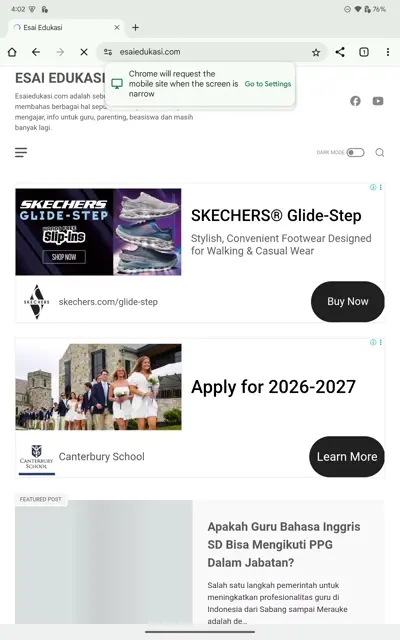 4:02
76%
Esai Edukasi
esaiedukasi.com
1
ESAI EDUKASI
Chrome will request the
mobile site when the screen is
narrow
Go to Settings
Esaiedukasi.com adalah
membahas berbagai hal
mengajar, info untuk guru, parenting, beasiswa dan masih
banyak lagi.
DARK MODE
SKECHERS
GLIDE-STEP
HANDS FREE
Slip-ins
SHOP NOW
SKECHERS® Glide-Step
Stylish, Convenient Footwear Designed
for Walking & Casual Wear
SKECHERS
skechers.com/glide-step
Buy Now
Apply for 2026-2027
CANTERBURY
SCHOOL
Canterbury School
Learn More
FEATURED POST
Apakah Guru Bahasa Inggris
SD Bisa Mengikuti PPG
Dalam Jabatan?
Salah satu langkah pemerintah untuk
meningkatkan profesionalitas guru di
Indonesia dari Sabang sampai Merauke
adalah de...